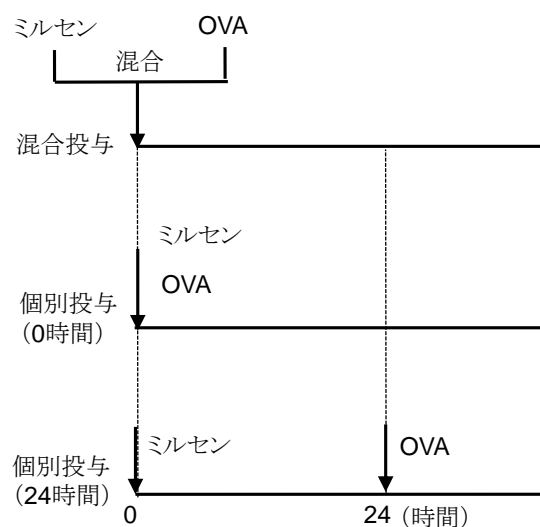 ミルセン OVA
混合
混合投与
ミルセン
OVA
個別投与
（0時間）
ミルセン OVA
個別投与
（24時間）
0 24 （時間）